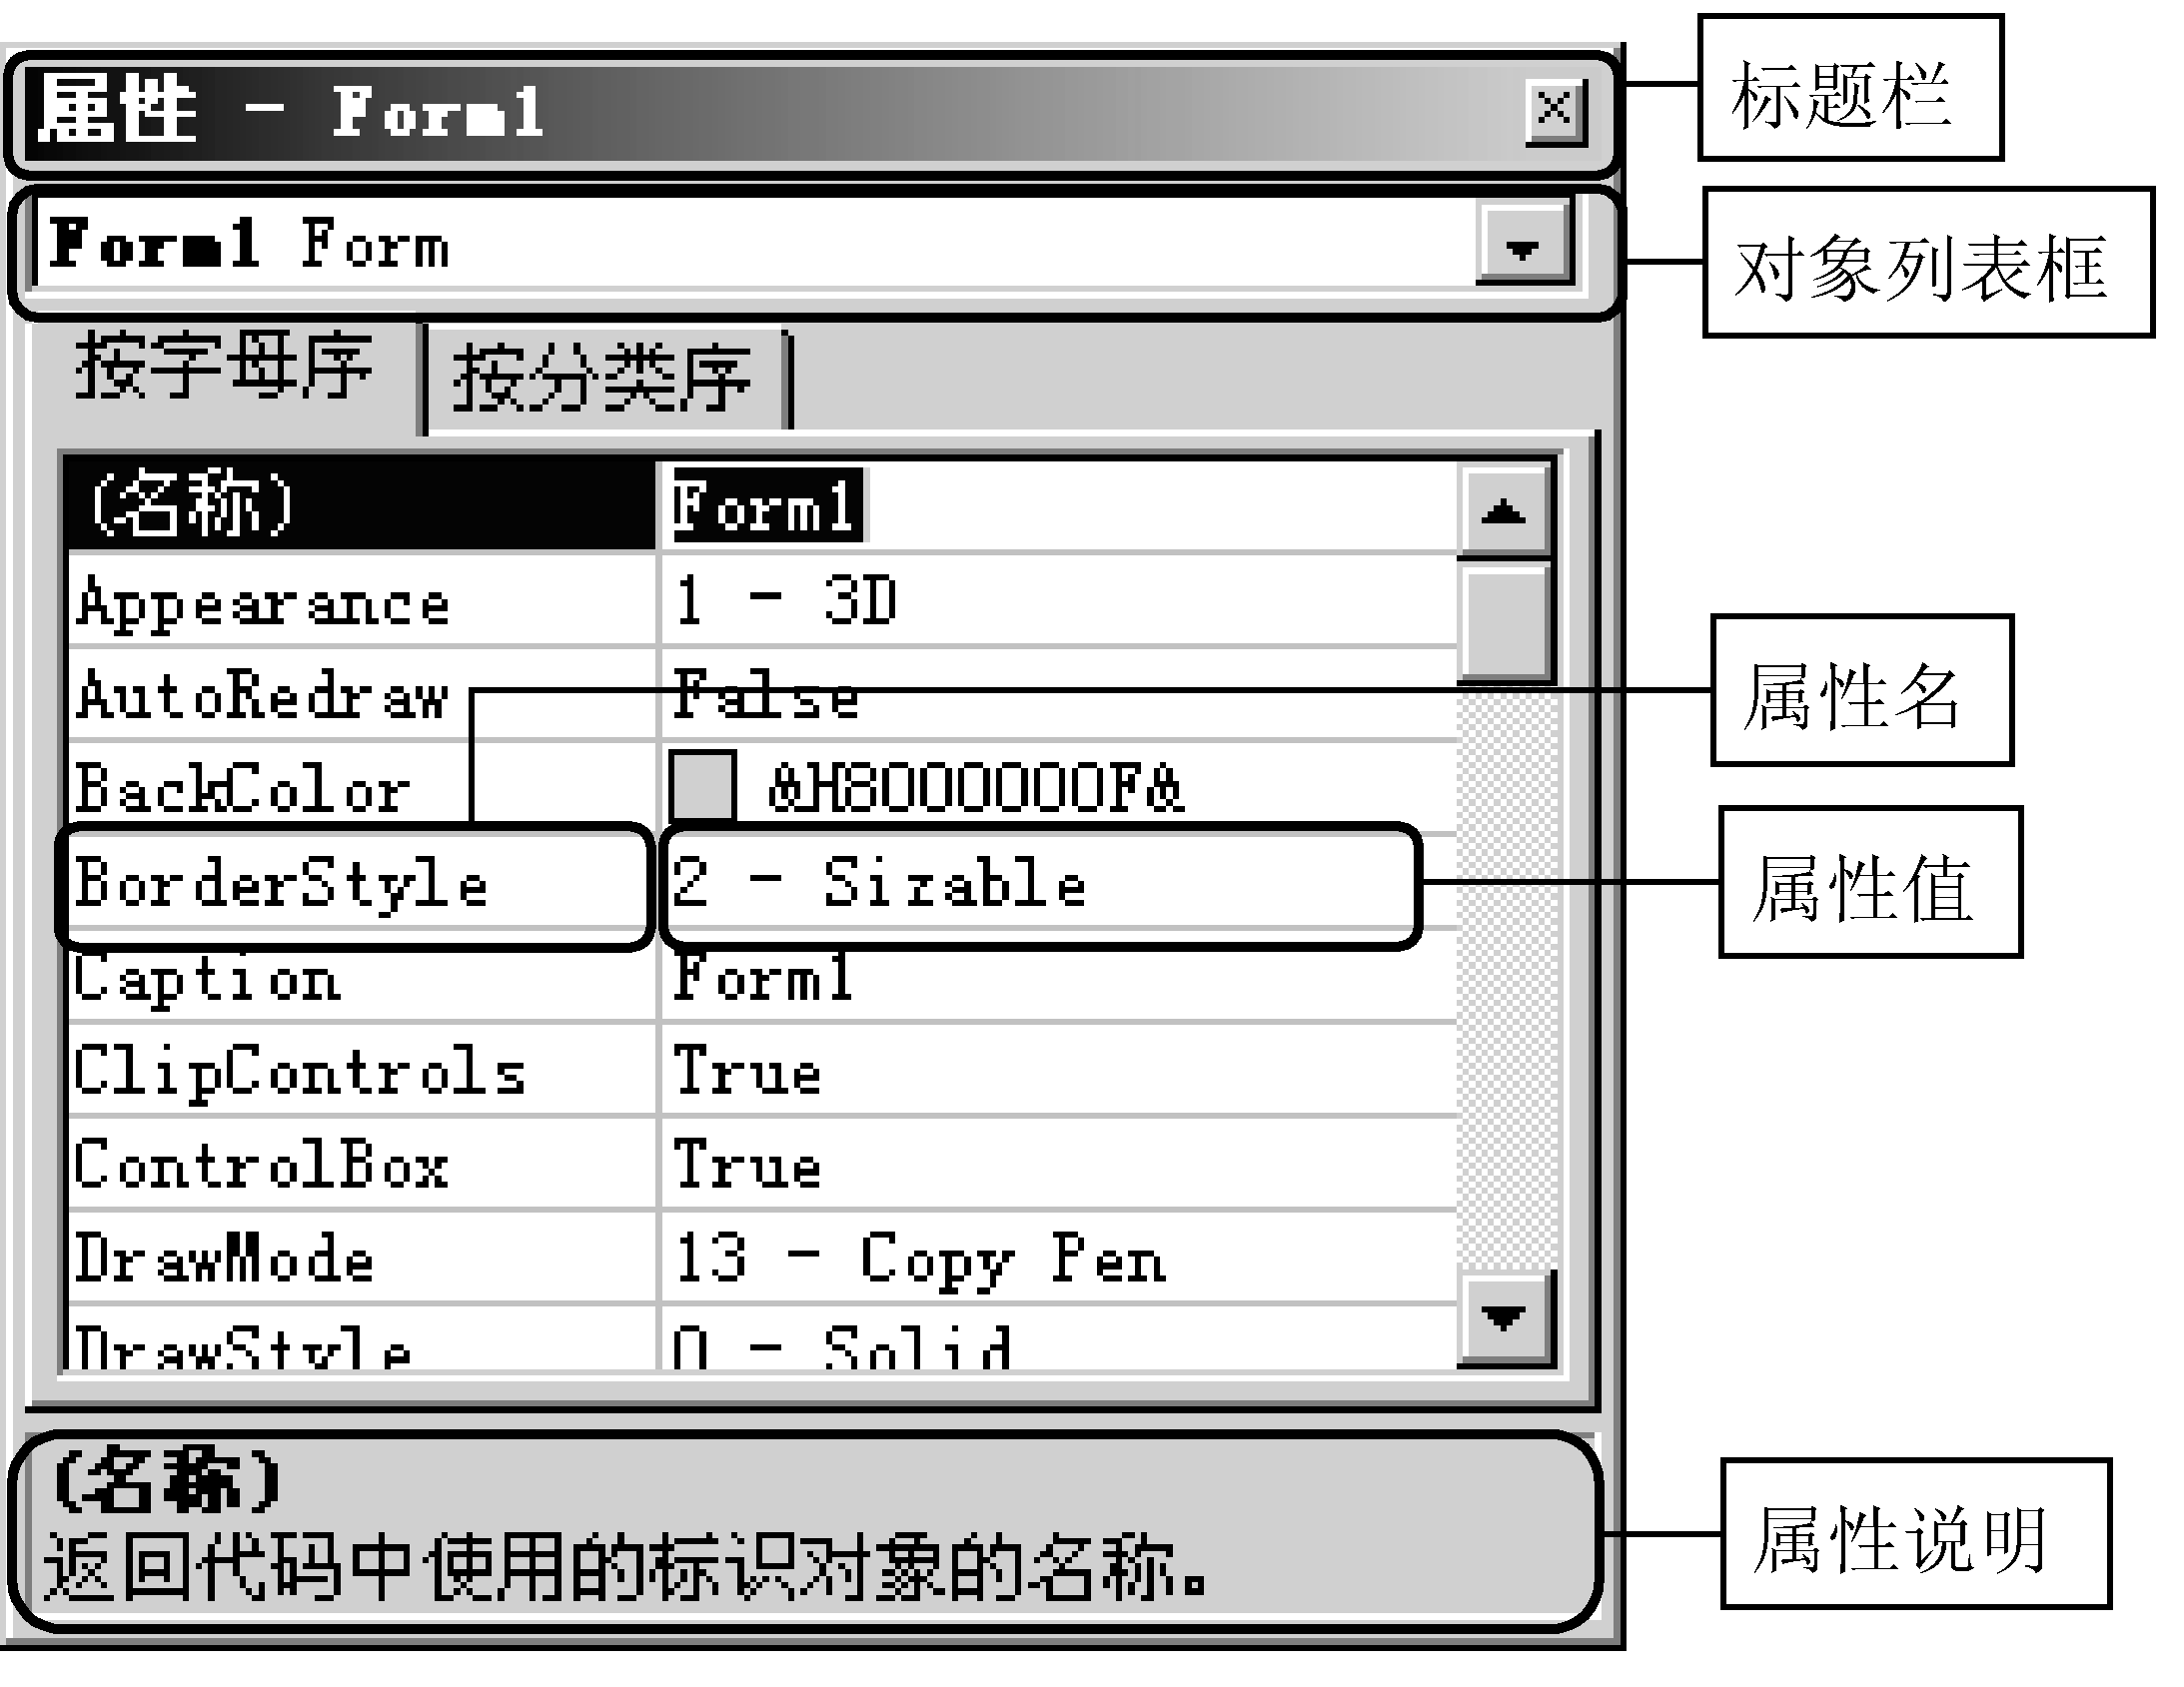 属性 - Form1
标题栏
Form1 Form
对象列表框
按字母序 按分类序
(名称) Form1
Appearance 1 - 3D
AutoRedraw False
属性名
BackColor &H8000000F&
BorderStyle 2 - Sizable
属性值
Caption Form1
ClipControls True
ControlBox True
DrawMode 13 - Copy Pen
DrawStyle 0 - Solid
(名称)
返回代码中使用的标识对象的名称。
属性说明